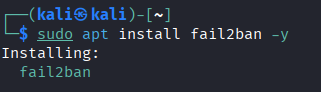 ┌──(kali㉿kali)-[~]
└─$ sudo apt install fail2ban -y
Installing:
  fail2ban